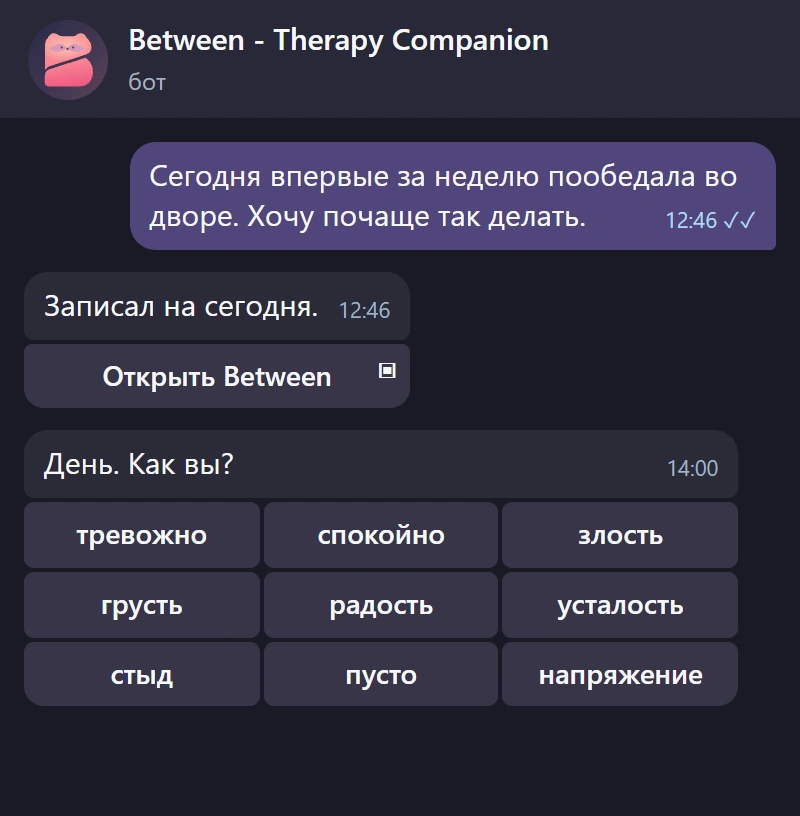 Between - Therapy Companion
бот
Сегодня впервые за неделю пообедала во
дворе. Хочу почаще так делать. 12:46
Записал на сегодня. 12:46
Открыть Between
День. Как вы? 14:00
тревожно спокойно злость
грусть радость усталость
стыд пусто напряжение